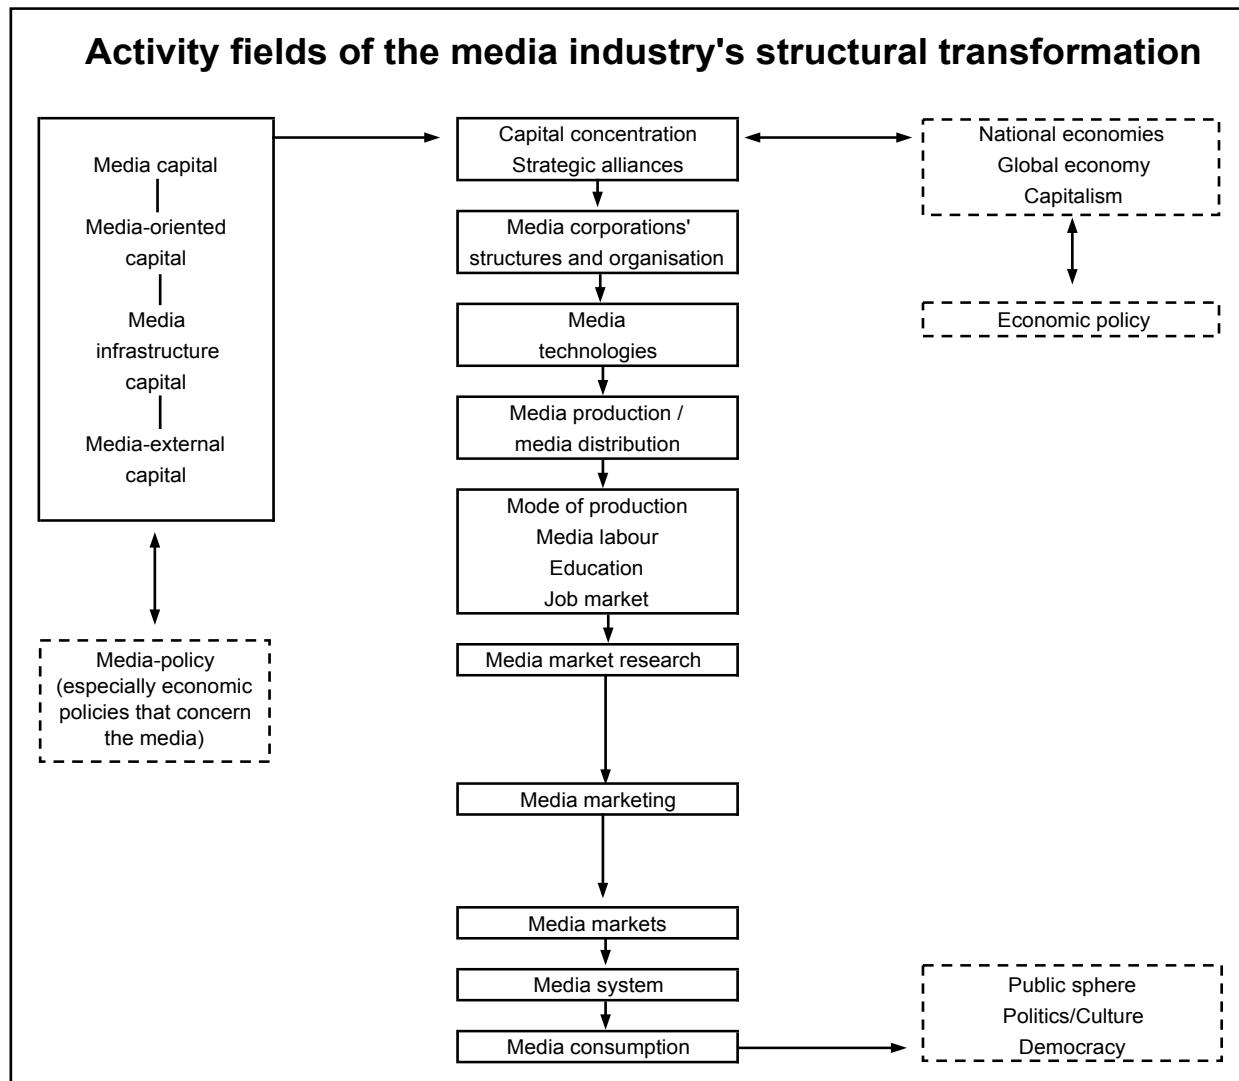 Activity fields of the media industry's structural transformation
Media capital
Media-oriented
capital
Media
infrastructure
capital
Media-external
capital
Media-policy
(especially economic
policies that concern
the media)
Capital concentration
Strategic alliances
Media corporations'
structures and organisation
Media
technologies
Media production /
media distribution
Mode of production
Media labour
Education
Job market
Media market research
Media marketing
Media markets
Media system
Media consumption
National economies
Global economy
Capitalism
Economic policy
Public sphere
Politics/Culture
Democracy